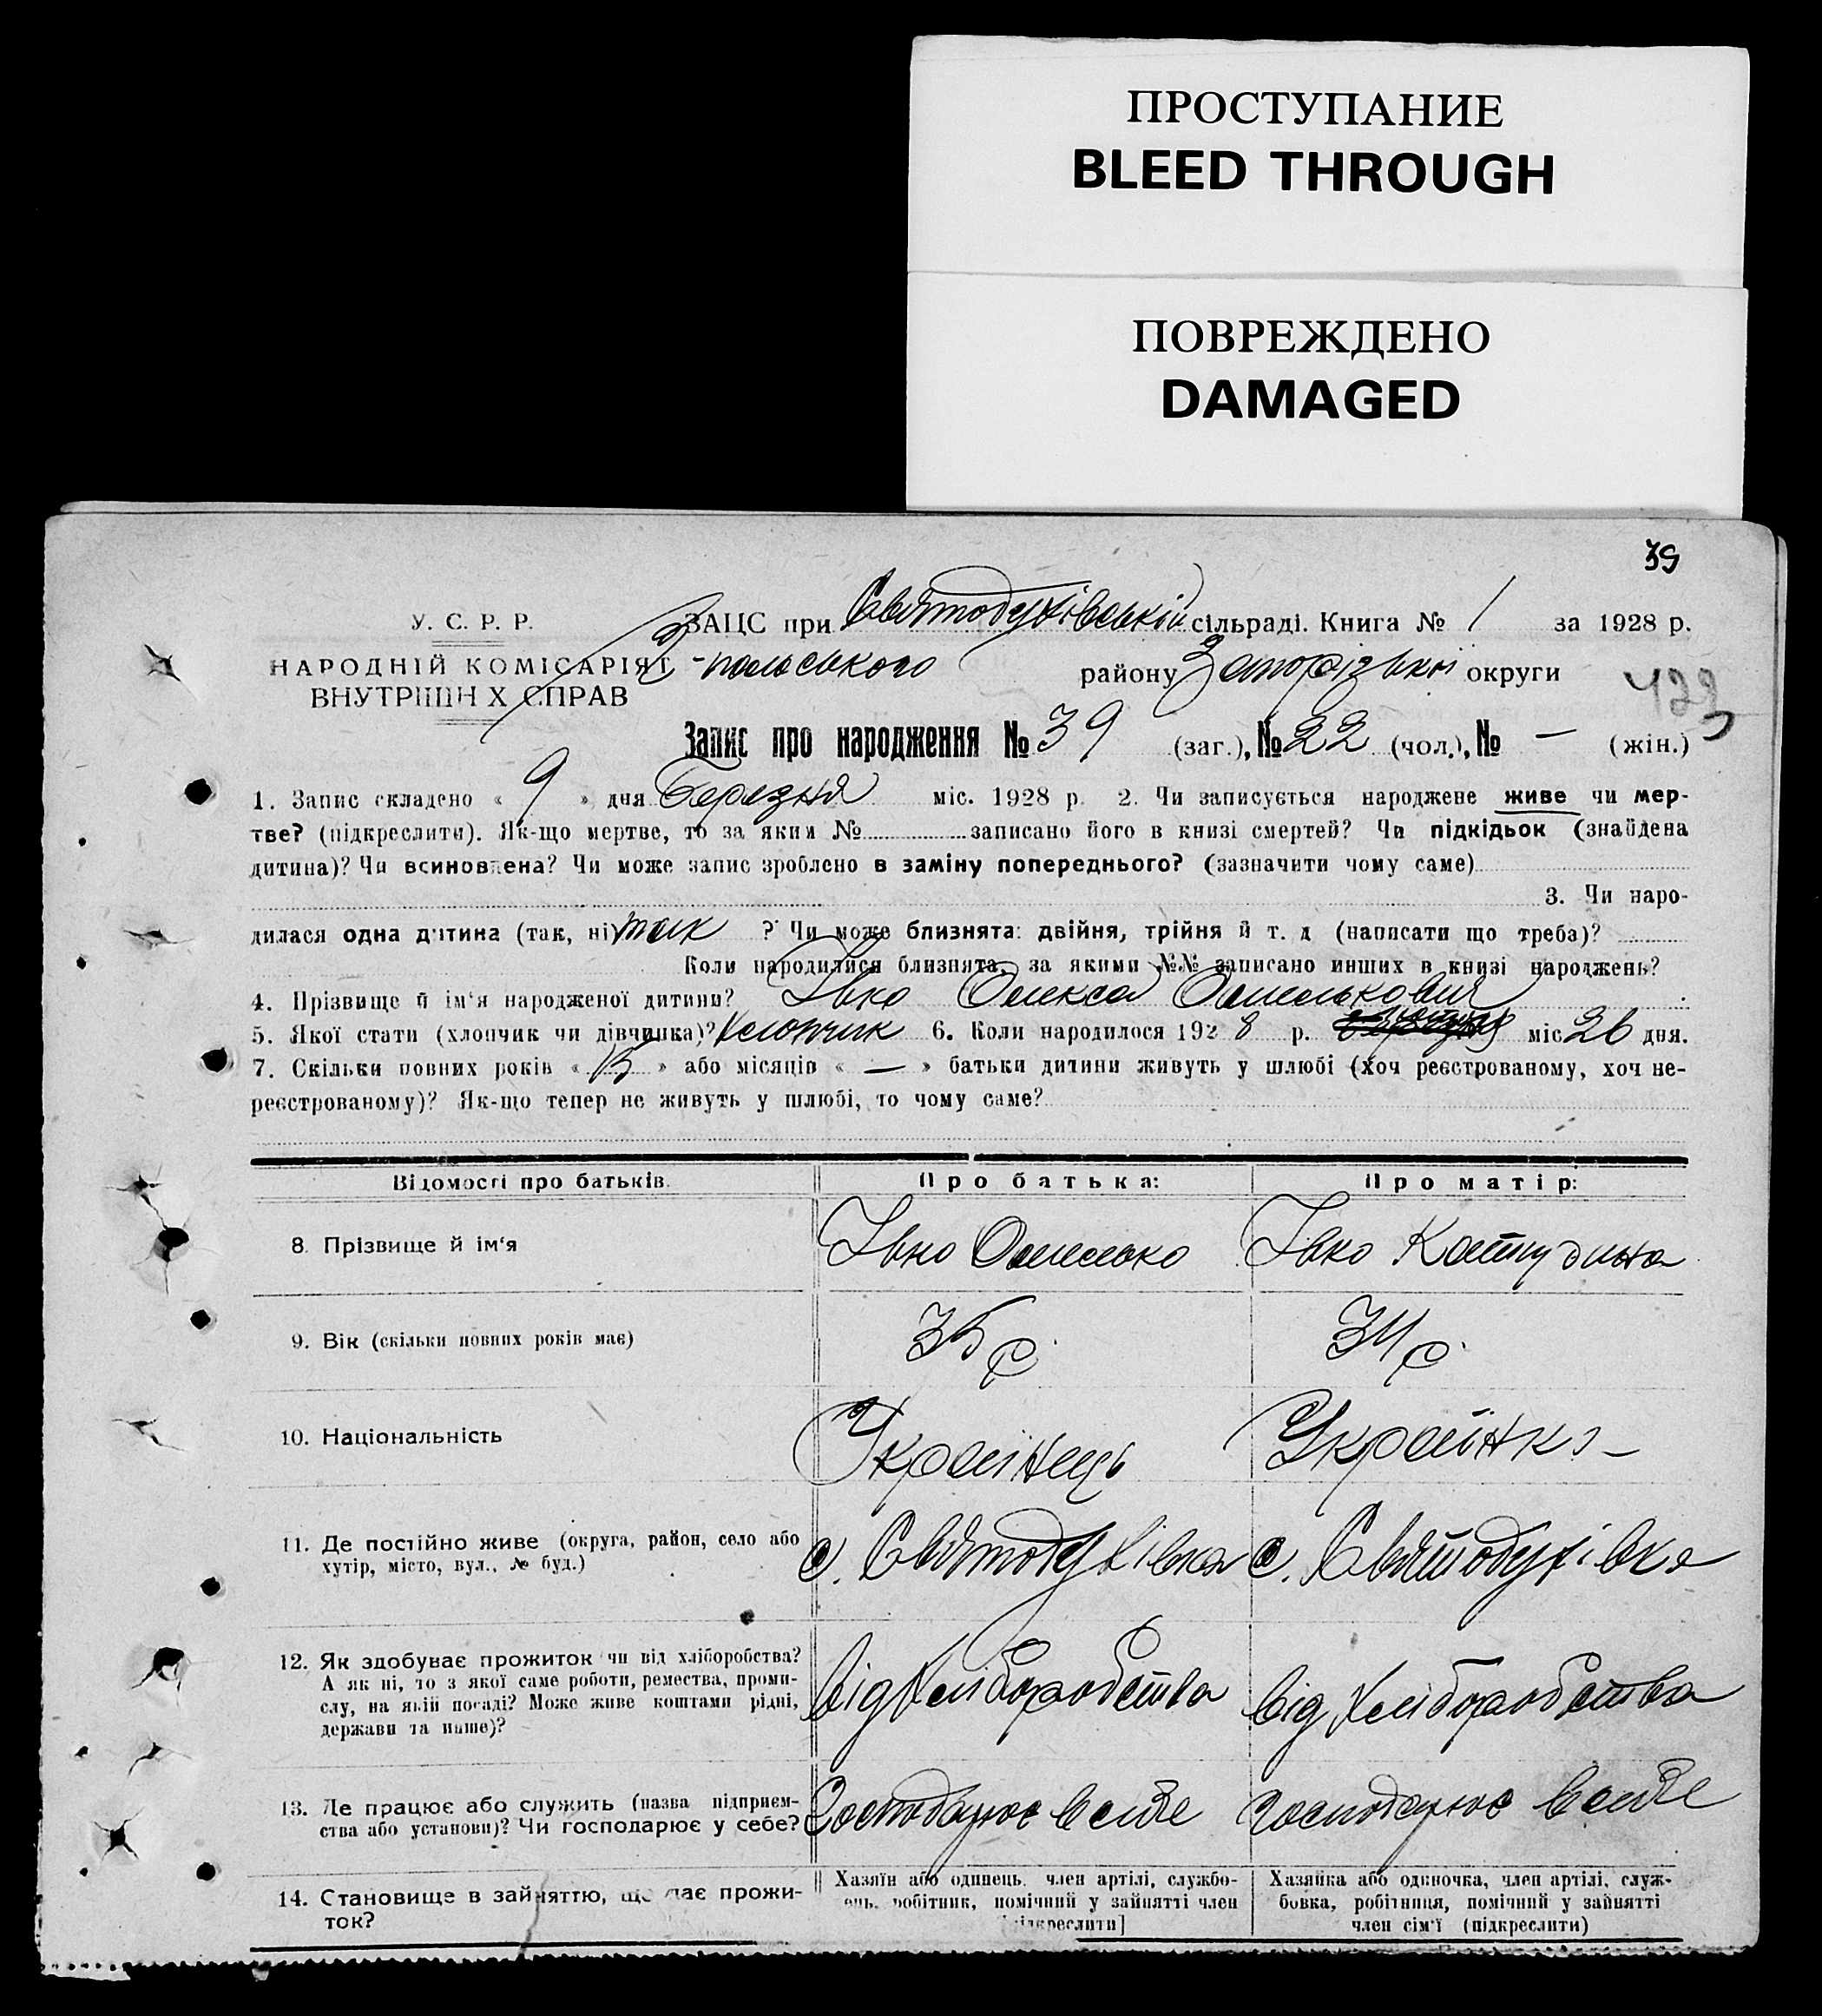 ПРОСТУПАНИЕ
BLEED THROUGH
ПОВРЕЖДЕНО
DAMAGED
39
У. С. Р. Р.
НАРОДНІЙ КОМІСАРІЯТ
ВНУТРІШН Х СПРАВ
ЗАЦС при Святодухівській сільраді. Книга № 1 за 1928 р.
-польського району Запорізької округи
Запис про народження № 39 (заг.), № 22 (чол.), № — (жін.)
1. Запис складено « 9 » дня Березня міс. 1928 р. 2. Чи записується народжене живе чи мер-
тве? (підкреслити). Як-що мертве, то за яким № записано його в книзі смертей? Чи підкідьок (знайдена
дитина)? Чи всиновлена? Чи може запис зроблено в заміну попереднього? (зазначити чому саме)
3. Чи наро-
дилася одна дитина (так, ні) так ? Чи може близнята: двійня, трійня й т. д (написати що треба)?
Коли народилися близнята, за якими №№ записано инших в книзі народжень?
4. Прізвище й ім'я народженої дитини? Івко Олекса Омелькович
5. Якої стати (хлопчик чи дівчинка)? Хлопчик 6. Коли народилося 1928 р. лютня міс 26 дня.
7. Скільки повних років « 15 » або місяців « — » батьки дитини живуть у шлюбі (хоч реєстрованому, хоч не-
реєстрованому)? Як-що тепер не живуть у шлюбі, то чому саме?
Відомості про батьків. Про батька: Про матір:
8. Прізвище й ім'я Івко Омелько Івко
9. Вік (скільки повних років має) 35 р. 34 р.
10. Національність Українець Українка
11. Де постійно живе (округа, район, село або
хутір, місто, вул., № буд.) с. Святодухівка с. Святодухівка
12. Як здобуває прожиток чи від хліборобства?
А як ні, то з якої саме роботи, ремества, проми-
слу, на якій посаді? Може живе коштами рідні,
держави та инше)? Від Хліборобства Від Хліборобства
13. Де працює або служить (назва підприєм-
ства або установи)? Чи господарює у себе? Господарює в себе Господарює в себе
14. Становище в зайняттю, що дає прожи-
ток?
Хазяїн або одинець, член артілі, службо-
ець, робітник, помічний у зайнятті член
[підкреслити]
Хазяйка або одиночка, член артілі, служ-
бовка, робітниця, помічний у зайнятті
член сім'ї (підкреслити)